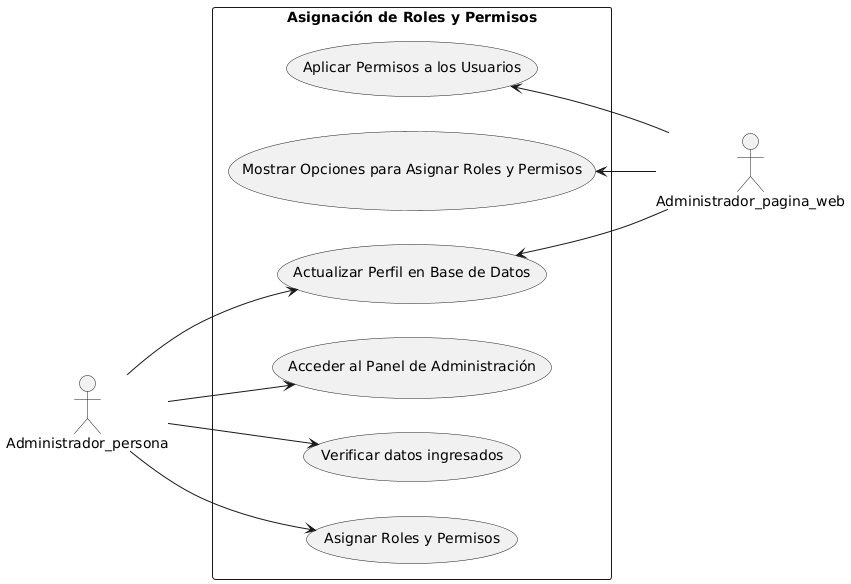 Asignación de Roles y Permisos
Aplicar Permisos a los Usuarios
Mostrar Opciones para Asignar Roles y Permisos
Administrador_pagina_web
Actualizar Perfil en Base de Datos
Acceder al Panel de Administración
Administrador_persona
Verificar datos ingresados
Asignar Roles y Permisos